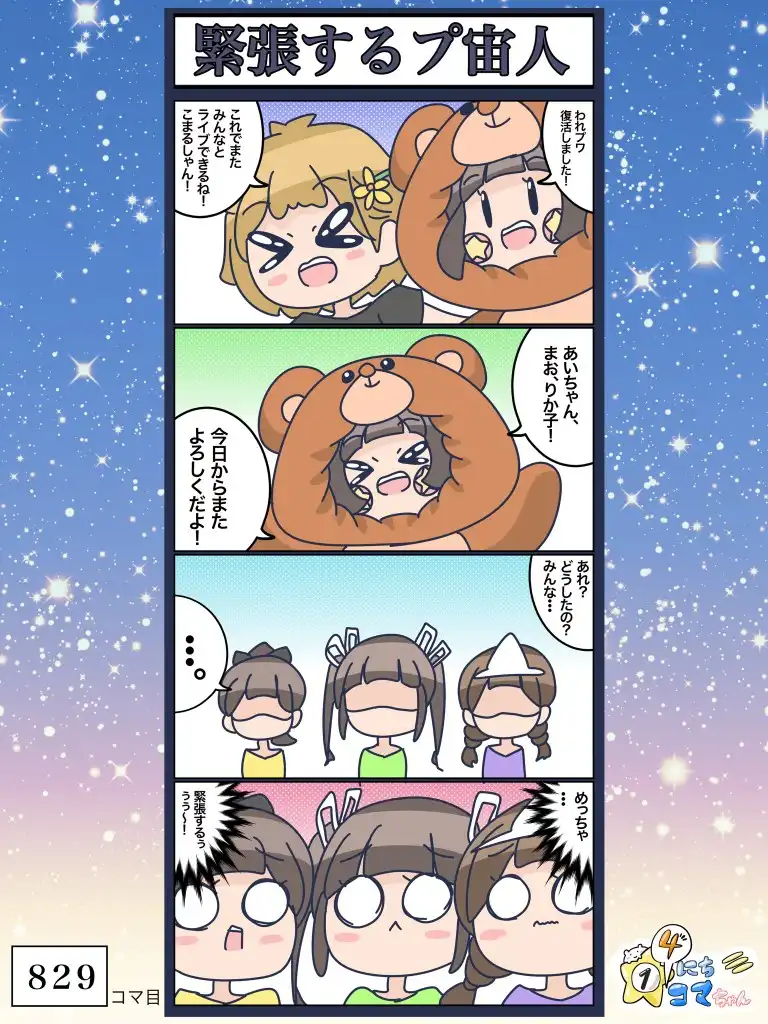 緊張するプ宙人
われプワ
復活しました!
これでまた
みんなと
ライブできるね!
こまるしゃん!
あいちゃん、
まお、りか子!
今日からまた
よろしくだよ!
あれ?
どうしたの?
みんな…
…。
めっちゃ
…
緊張するぅ
ぅぅ〜!
829
コマ目
1
4
にち
コマちゃん